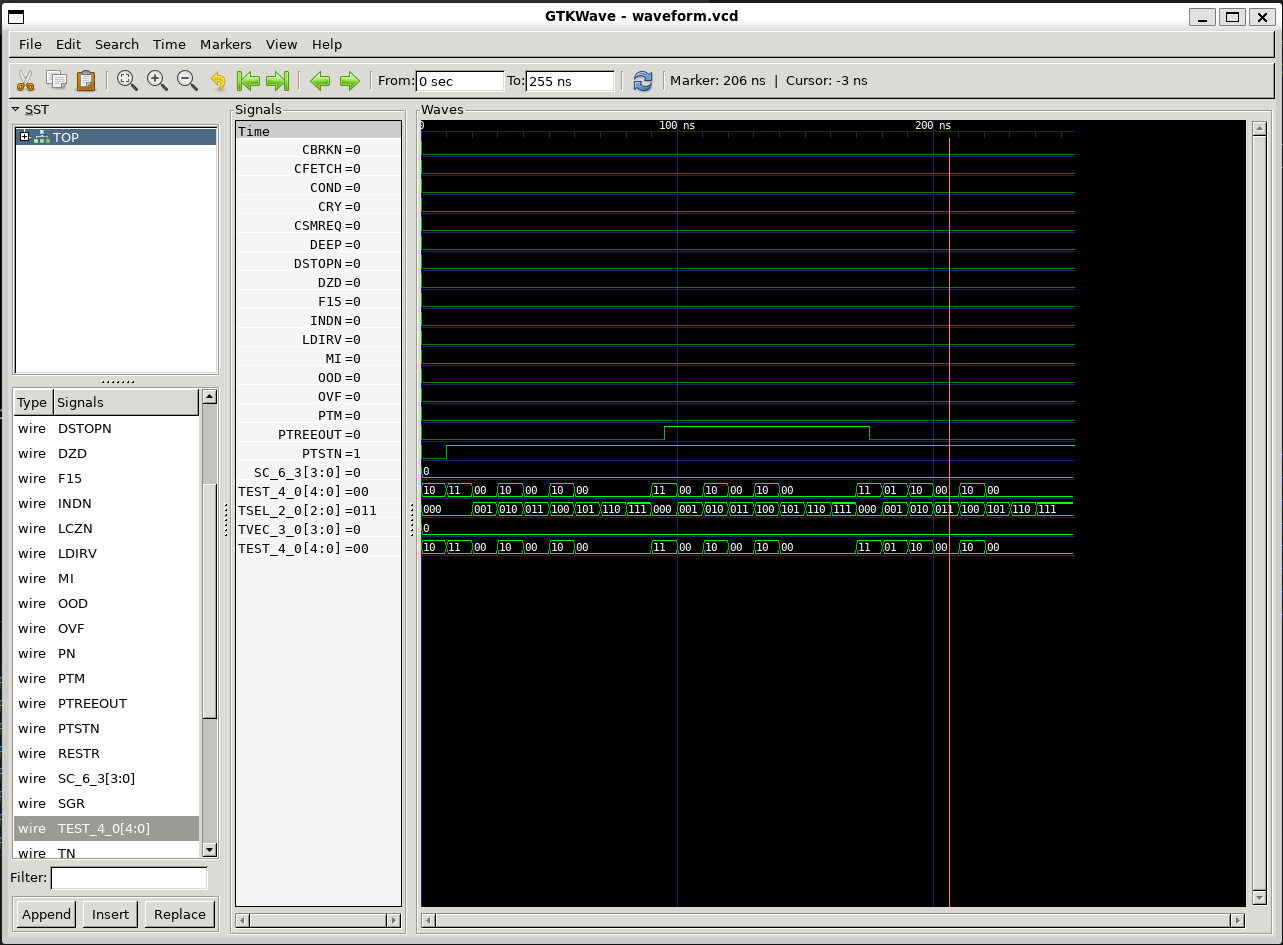 GTKWave - waveform.vcd
File Edit Search Time Markers View Help
From: 0 sec To: 255 ns Marker: 206 ns | Cursor: -3 ns
SST
TOP
Type Signals
wire DSTOPN
wire DZD
wire F15
wire INDN
wire LCZN
wire LDIRV
wire MI
wire OOD
wire OVF
wire PN
wire PTM
wire PTREEOUT
wire PTSTN
wire RESTR
wire SC_6_3[3:0]
wire SGR
wire TEST_4_0[4:0]
wire TN
Filter:
Append Insert Replace
Signals
Time
CBRKN =0
CFETCH =0
COND =0
CRY =0
CSMREQ =0
DEEP =0
DSTOPN =0
DZD =0
F15 =0
INDN =0
LDIRV =0
MI =0
OOD =0
OVF =0
PTM =0
PTREEOUT =0
PTSTN =1
SC_6_3[3:0] =0
TEST_4_0[4:0] =00
TSEL_2_0[2:0] =011
TVEC_3_0[3:0] =0
TEST_4_0[4:0] =00
Waves
0 100 ns 200 ns
0
10 11 00 10 00 10 00 11 00 10 00 10 00 11 01 10 00 10 00
000 001 010 011 100 101 110 111 000 001 010 011 100 101 110 111 000 001 010 011 100 101 110 111
0
10 11 00 10 00 10 00 11 00 10 00 10 00 11 01 10 00 10 00